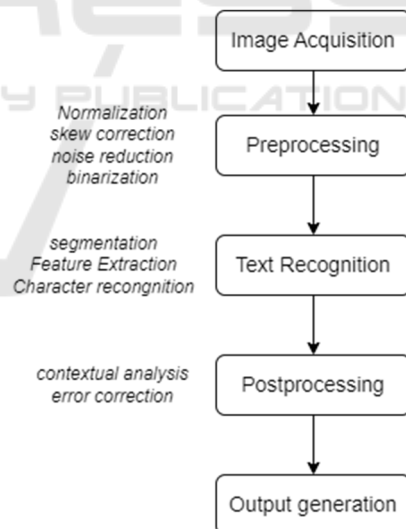 Image Acquisition
Y PUBLICATION
Normalization
skew correction
noise reduction
binarization
Preprocessing
segmentation
Feature Extraction
Character recongnition
Text Recognition
contextual analysis
error correction
Postprocessing
Output generation